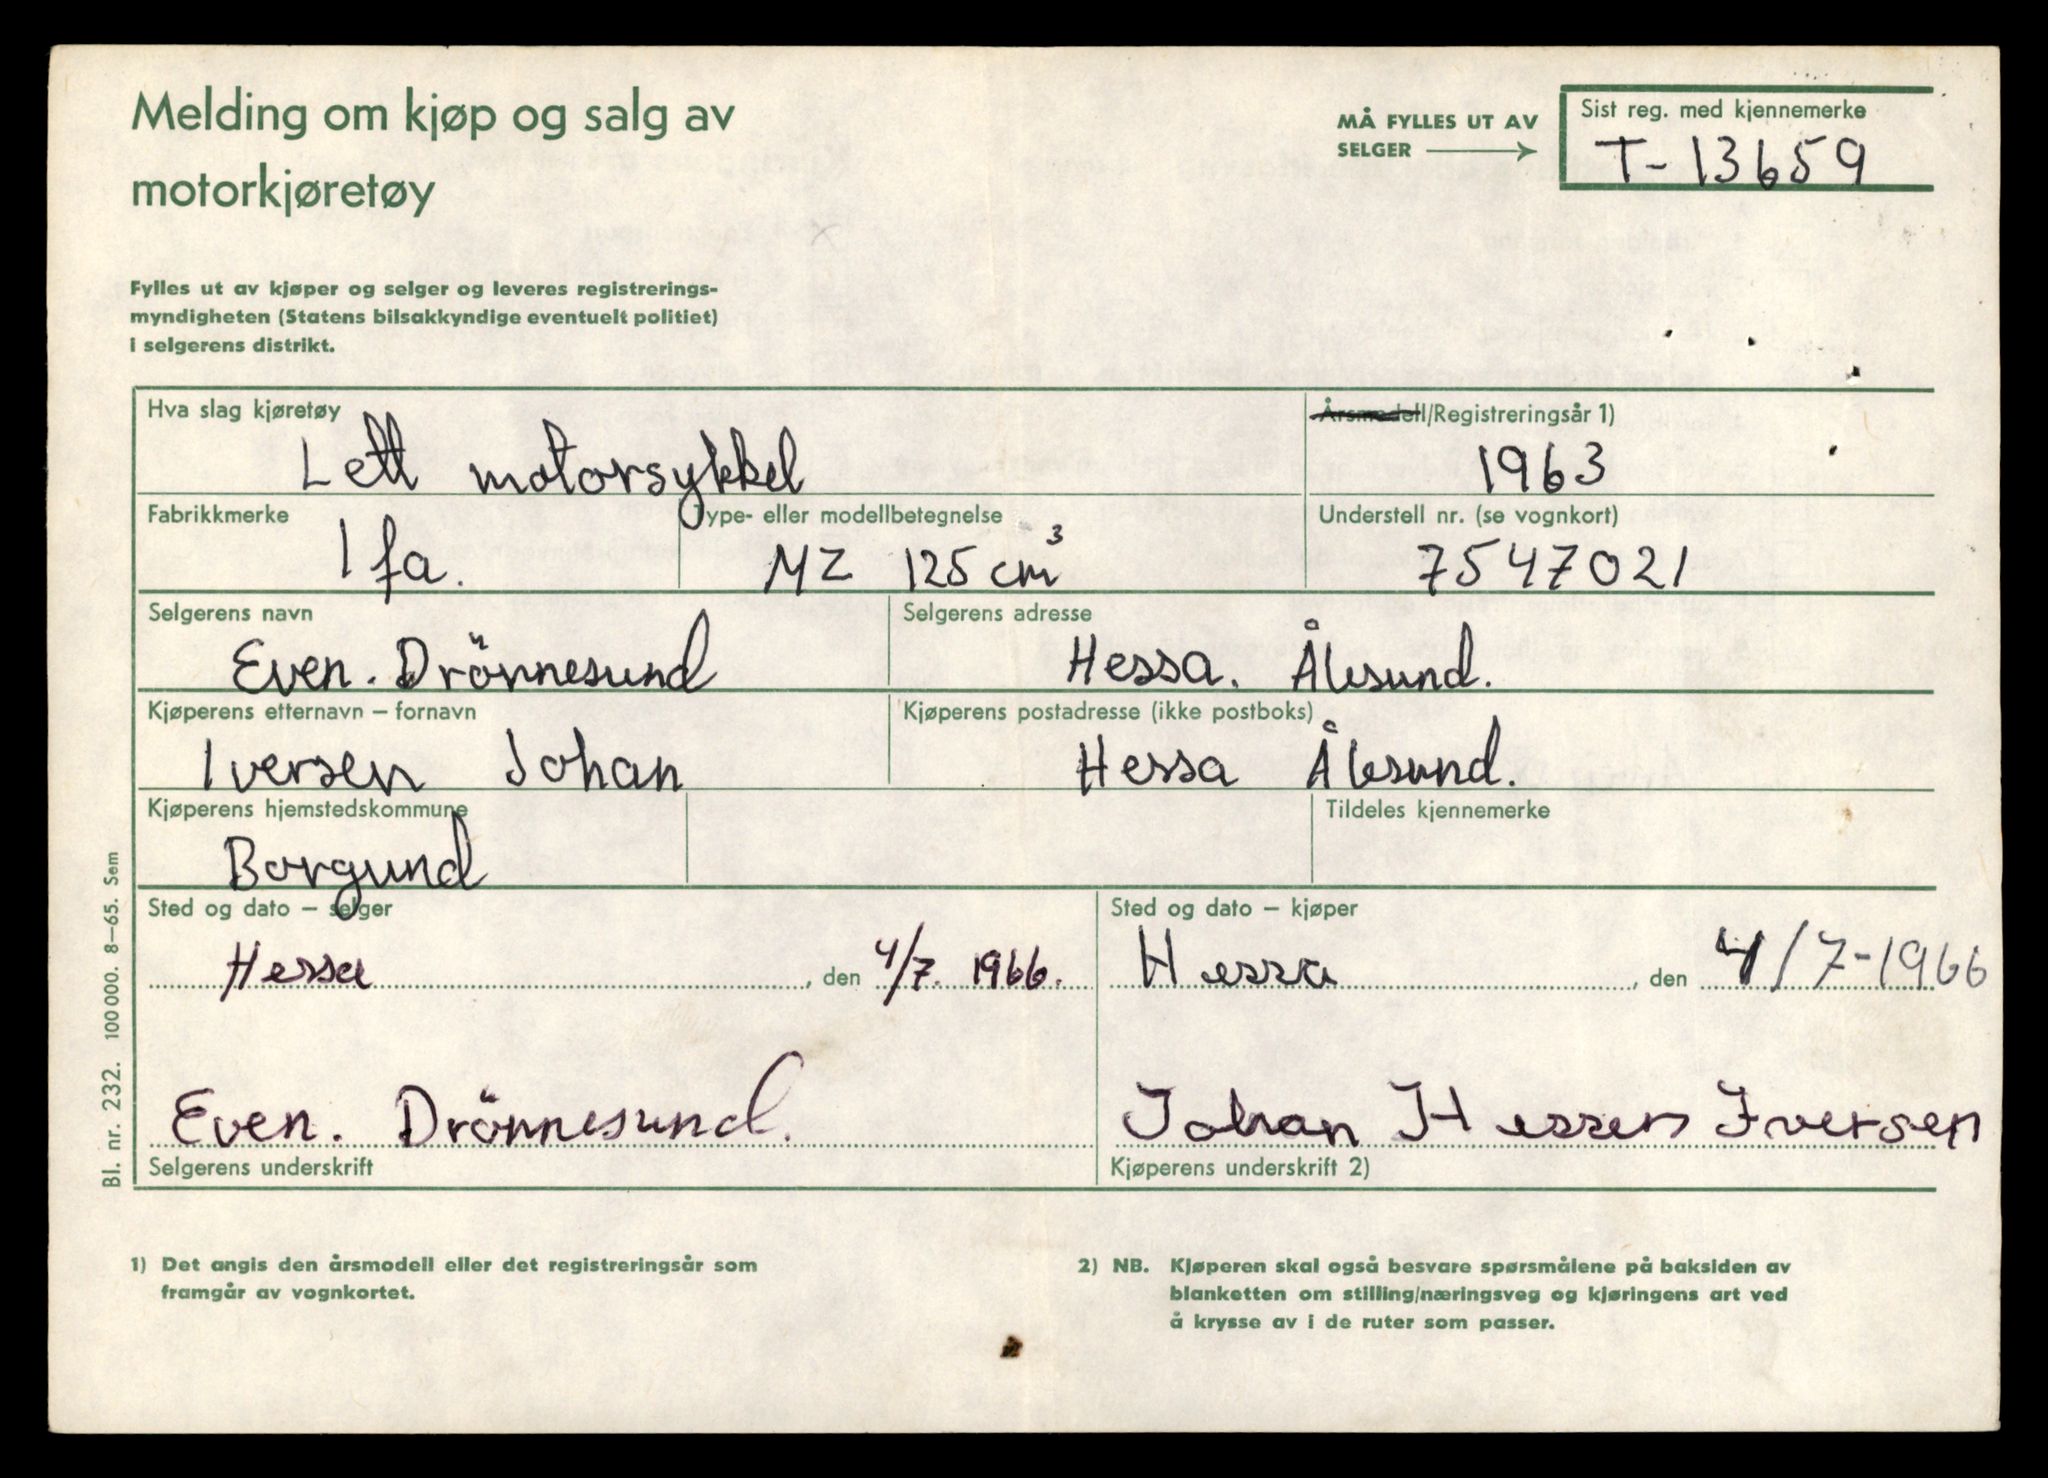 Melding om kjøp og salg av
motorkjøretøy
MÅ FYLLES UT AV
SELGER
Sist reg. med kjennemerke
T-13659
Fylles ut av kjøper og selger og leveres registrerings-
myndigheten (Statens bilsakkyndige eventuelt politiet)
i selgerens distrikt.
Hva slag kjøretøy
Lett motorsykkel
Årsmodell/Registreringsår 1)
1963
Fabrikkmerke
Ifa.
Type- eller modellbetegnelse
MZ 125 cm³
Understell nr. (se vognkort)
7547021
Selgerens navn
Even. Drönnesund
Selgerens adresse
Hessa. Ålesund.
Kjøperens etternavn – fornavn
Iversen Johan
Kjøperens postadresse (ikke postboks)
Hessa Ålesund.
Kjøperens hjemstedskommune
Borgund
Tildeles kjennemerke
Sted og dato – selger
Hessa, den 4/7. 1966.
Sted og dato – kjøper
Hessa, den 4/7-1966
Even. Drönnesund.
Selgerens underskrift
Johan Hessen Iversen
Kjøperens underskrift 2)
Bl. nr. 232. 100 000. 8–65. Sem
1) Det angis den årsmodell eller det registreringsår som
framgår av vognkortet.
2) NB. Kjøperen skal også besvare spørsmålene på baksiden av
blanketten om stilling/næringsveg og kjøringens art ved
å krysse av i de ruter som passer.